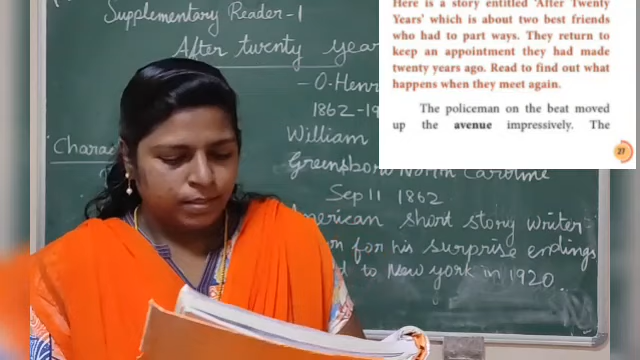 Supplementary Reader-1
After twenty year
- O-Henr
1862-19
Charac
William
Greensboro North Caroline
Sep 11 1862
American short story writer-
for his surprise endings
to New york in 1920.
Here is a story entitled 'After Twenty
Years' which is about two best friends
who had to part ways. They return to
keep an appointment they had made
twenty years ago. Read to find out what
happens when they meet again.
The policeman on the beat moved
up the avenue impressively. The
27